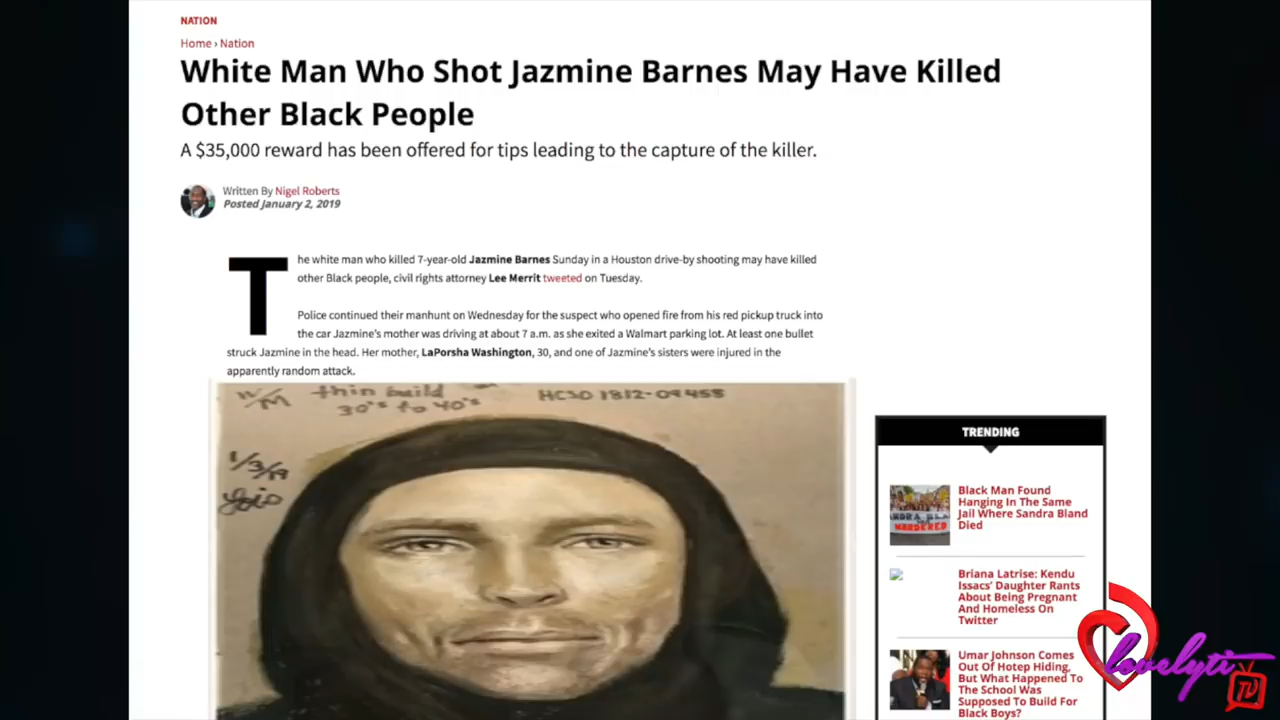 NATION
Home › Nation
White Man Who Shot Jazmine Barnes May Have Killed
Other Black People
A $35,000 reward has been offered for tips leading to the capture of the killer.
Written By Nigel Roberts
Posted January 2, 2019
The white man who killed 7-year-old Jazmine Barnes Sunday in a Houston drive-by shooting may have killed
other Black people, civil rights attorney Lee Merrit tweeted on Tuesday.
Police continued their manhunt on Wednesday for the suspect who opened fire from his red pickup truck into
the car Jazmine's mother was driving at about 7 a.m. as she exited a Walmart parking lot. At least one bullet
struck Jazmine in the head. Her mother, LaPorsha Washington, 30, and one of Jazmine's sisters were injured in the
apparently random attack.
W/M thin build HCSO 1812-09458
30's to 40's
1/3/19
Lois
TRENDING
Black Man Found
Hanging In The Same
Jail Where Sandra Bland
Died
Briana Latrise: Kendu
Issacs' Daughter Rants
About Being Pregnant
And Homeless On
Twitter
Umar Johnson Comes
Out Of Hotep Hiding,
But What Happened To
The School Was
Supposed To Build For
Black Boys?
lovelyti
TV